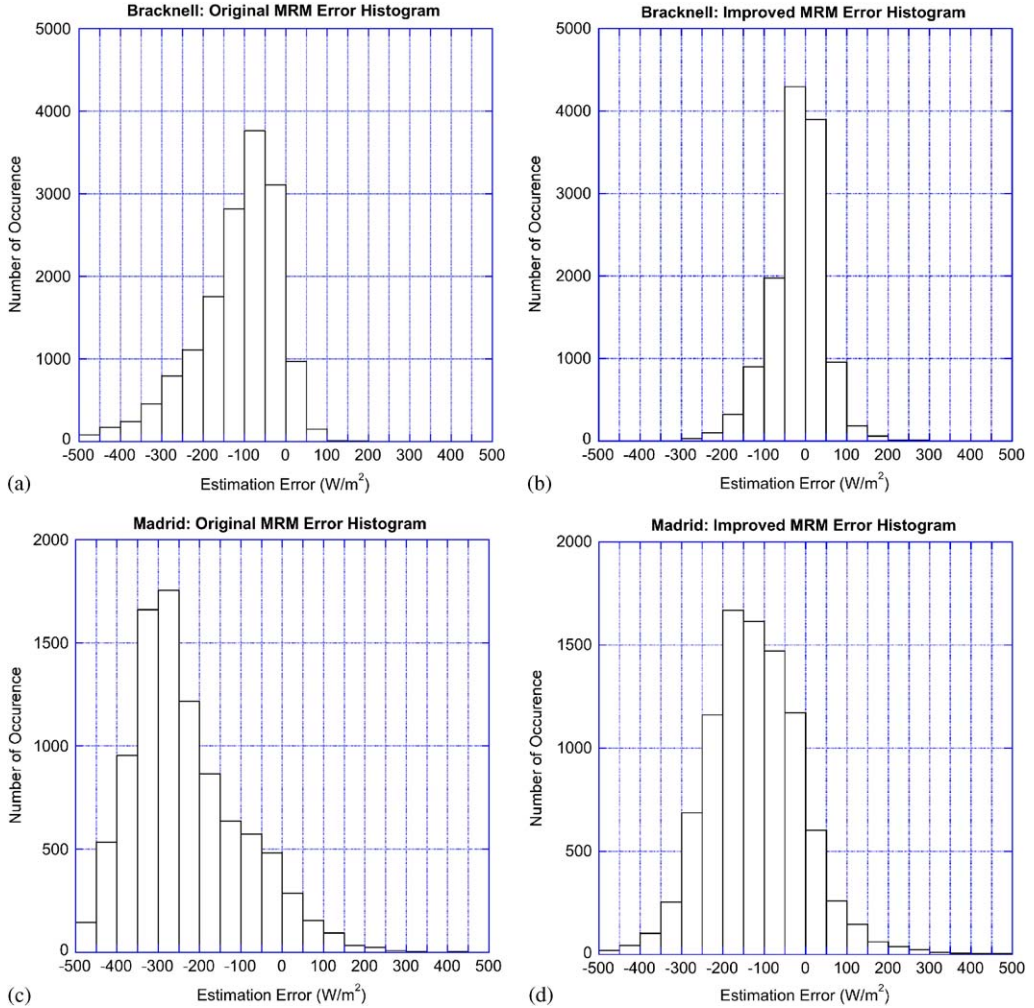 Bracknell: Original MRM Error Histogram
5000
4000
3000
2000
1000
0
Number of Occurence
-500 -400 -300 -200 -100 0 100 200 300 400 500
Estimation Error (W/m²)
(a)
Bracknell: Improved MRM Error Histogram
5000
4000
3000
2000
1000
0
Number of Occurence
-500 -400 -300 -200 -100 0 100 200 300 400 500
Estimation Error (W/m²)
(b)
Madrid: Original MRM Error Histogram
2000
1500
1000
500
0
Number of Occurence
-500 -400 -300 -200 -100 0 100 200 300 400 500
Estimation Error (W/m²)
(c)
Madrid: Improved MRM Error Histogram
2000
1500
1000
500
0
Number of Occurence
-500 -400 -300 -200 -100 0 100 200 300 400 500
Estimation Error (W/m²)
(d)